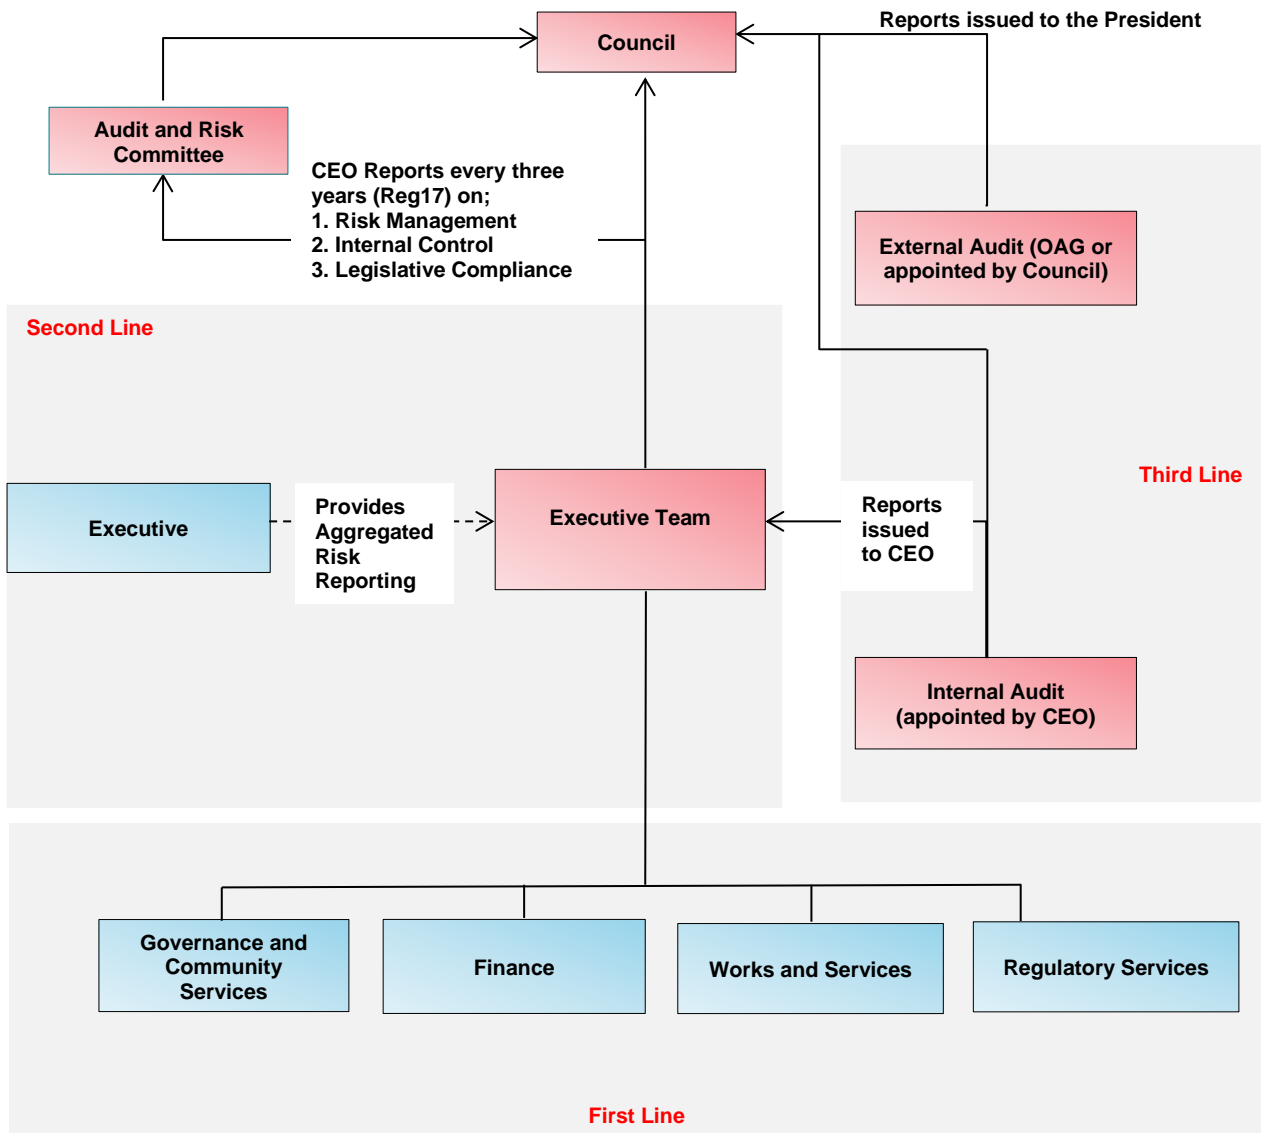 Reports issued to the President
Council
Audit and Risk
Committee
CEO Reports every three
years (Reg17) on;
1. Risk Management
2. Internal Control
3. Legislative Compliance
External Audit (OAG or
appointed by Council)
Second Line
Third Line
Executive
Provides
Aggregated
Risk
Reporting
Executive Team
Reports
issued
to CEO
Internal Audit
(appointed by CEO)
Governance and
Community
Services
Finance
Works and Services
Regulatory Services
First Line